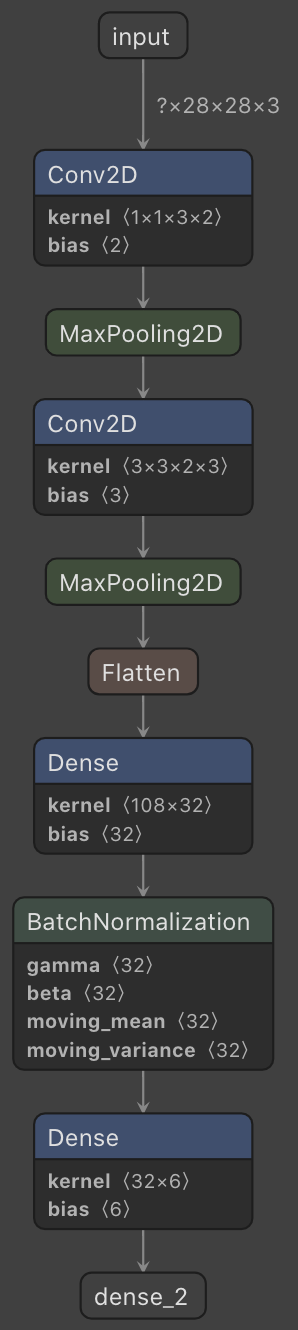 input
?×28×28×3
Conv2D
kernel ⟨1×1×3×2⟩
bias ⟨2⟩
MaxPooling2D
Conv2D
kernel ⟨3×3×2×3⟩
bias ⟨3⟩
MaxPooling2D
Flatten
Dense
kernel ⟨108×32⟩
bias ⟨32⟩
BatchNormalization
gamma ⟨32⟩
beta ⟨32⟩
moving_mean ⟨32⟩
moving_variance ⟨32⟩
Dense
kernel ⟨32×6⟩
bias ⟨6⟩
dense_2